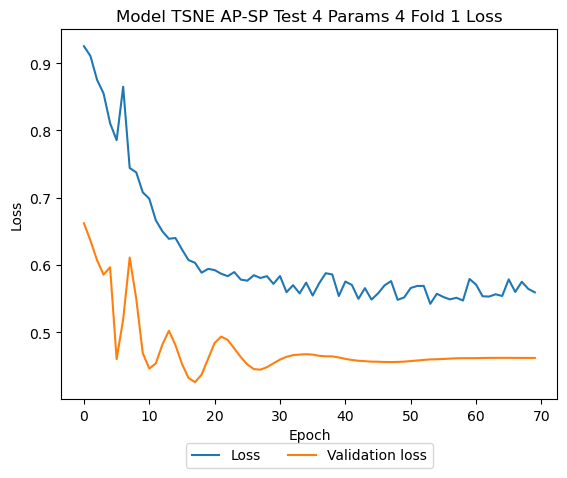 Model TSNE AP-SP Test 4 Params 4 Fold 1 Loss
Loss
0.9
0.8
0.7
0.6
0.5
0 10 20 30 40 50 60 70
Epoch
Loss Validation loss